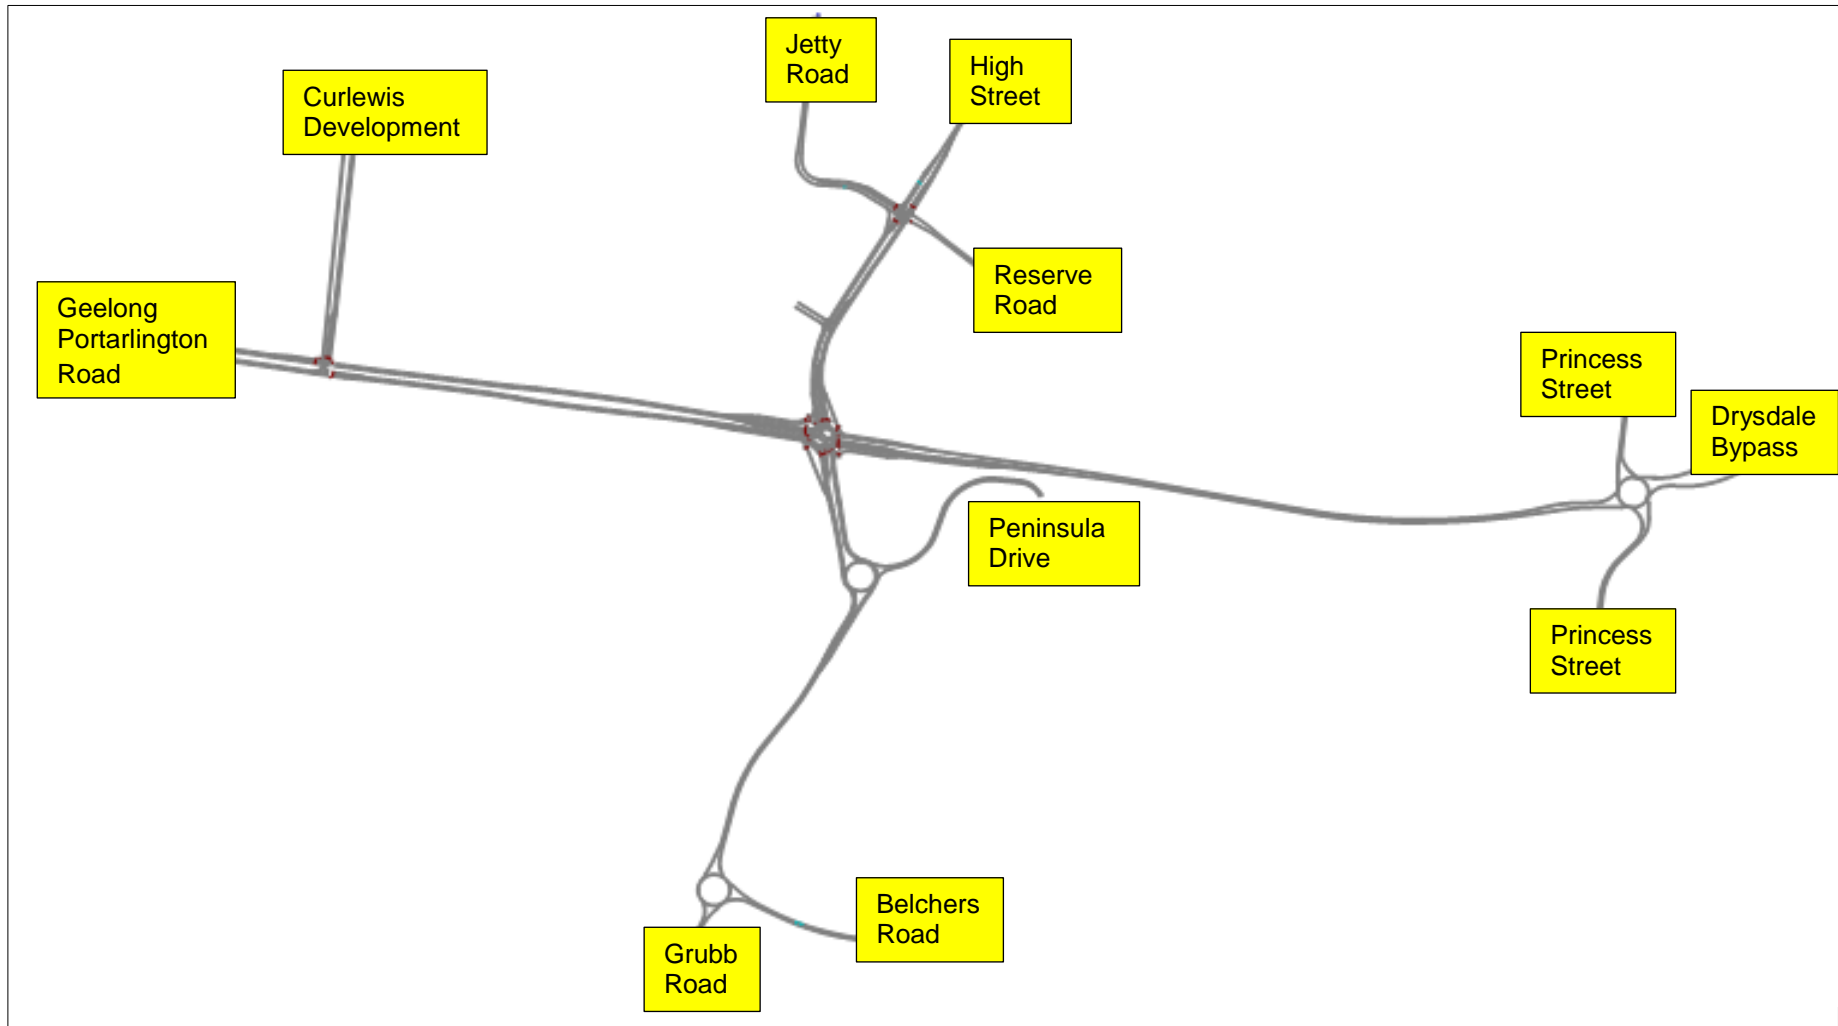 Jetty
Road
High
Street
Curlewis
Development
Reserve
Road
Geelong
Portarlington
Road
Princess
Street
Drysdale
Bypass
Peninsula
Drive
Princess
Street
Belchers
Road
Grubb
Road